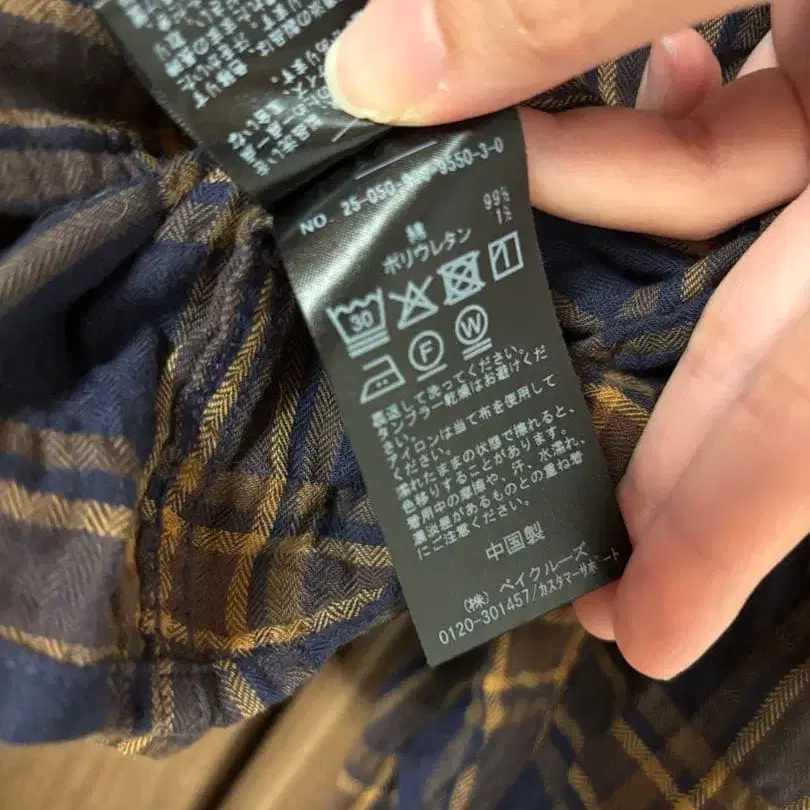 NO. 25-050-
綿 99%
ポリウレタン 1%
30
F W
裏返して洗ってください。
タンブラー乾燥はお避けくだ
さい。
アイロンは当て布を使用して
ください。
濡れたままの状態で擦れると、
色移りすることがあります。
着用中の摩擦や、汗、水濡れ、
濃淡差があるものとの重ね着
にご注意ください。
中国製
(株) ベイクルーズ
0120-301457/カスタマーサポート